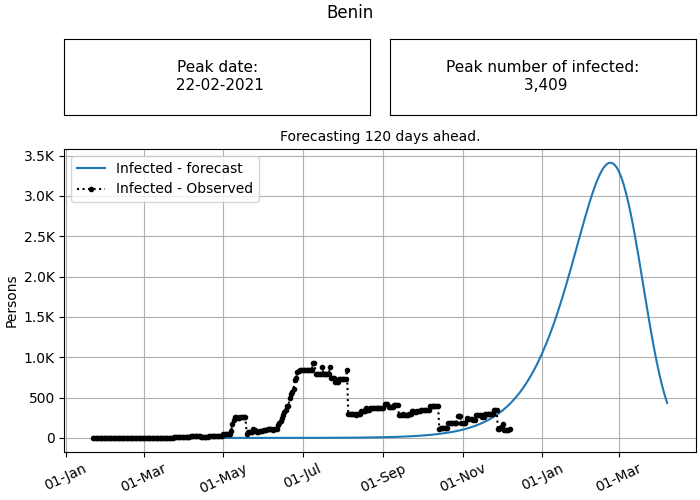 Benin
Peak date:
22-02-2021
Peak number of infected:
3,409
Forecasting 120 days ahead.
Infected - forecast
Infected - Observed
Persons
3.5K
3.0K
2.5K
2.0K
1.5K
1.0K
500
0
01-Jan
01-Mar
01-May
01-Jul
01-Sep
01-Nov
01-Jan
01-Mar